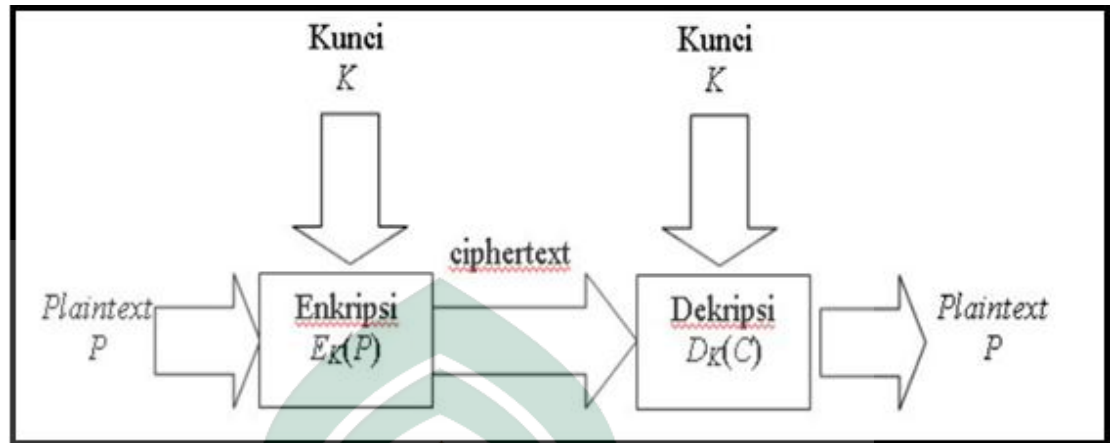 Kunci
K
Kunci
K
ciphertext
Plaintext
P
Enkripsi
EK(P)
Dekripsi
DK(C)
Plaintext
P